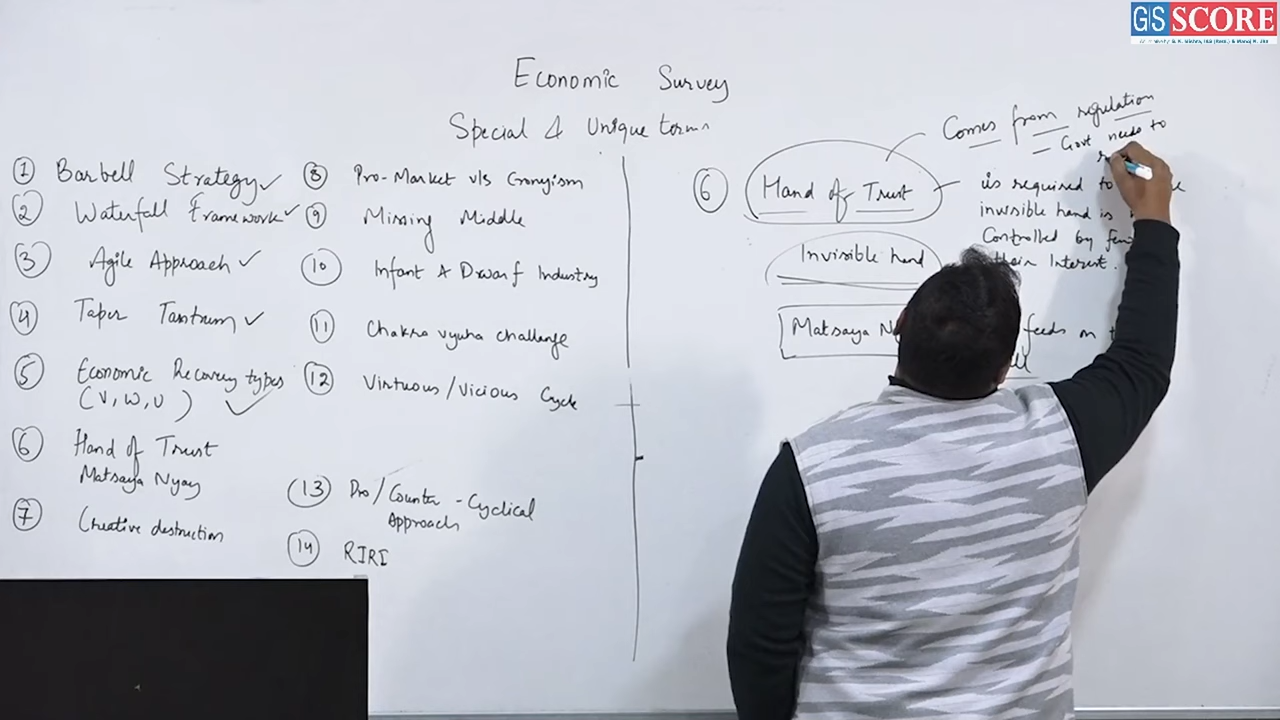 GS SCORE
Economic Survey
Special & Unique terms
1 Barbell Strategy ✓
2 Waterfall Framework ✓
3 Agile Approach ✓
4 Taper Tantrum ✓
5 Economic Recovery types
(V, W, U) ✓
6 Hand of Trust
Matsaya Nyay
7 Creative destruction
8 Pro-Market v/s Cronyism
9 Missing Middle
10 Infant & Dwarf Industry
11 Chakra vyuha challenge
12 Virtuous/Vicious Cycle
13 Pro/Counter-Cyclical
Approach
14 RIRI
6 Hand of Trust
Comes from regulation
- Govt needs to
is required to
invisible hand is
Controlled by
their Interest.
Invisible hand
Matsaya
feeds on